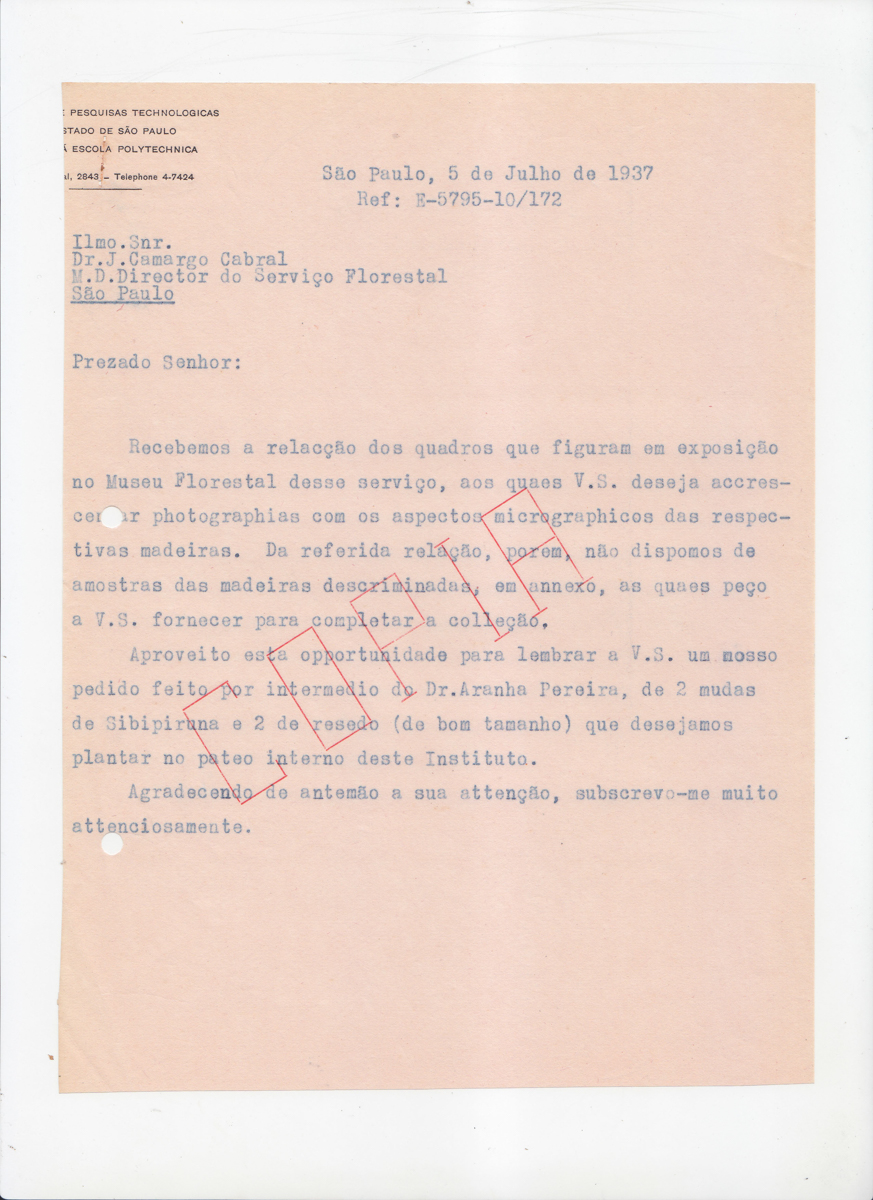 E PESQUISAS TECHNOLOGICAS
STADO DE SÃO PAULO
Á ESCOLA POLYTECHNICA
al, 2843 – Telephone 4-7424
São Paulo, 5 de Julho de 1937
Ref: E-5795-10/172
Ilmo.Snr.
Dr.J.Camargo Cabral
M.D.Director do Serviço Florestal
São Paulo
Prezado Senhor:
Recebemos a relacção dos quadros que figuram em exposição
no Museu Florestal desse serviço, aos quaes V.S. deseja accres-
centar photographias com os aspectos micrographicos das respec-
tivas madeiras. Da referida relação, porem, não dispomos de
amostras das madeiras descriminadas, em annexo, as quaes peço
a V.S. fornecer para completar a colleção.
Aproveito esta opportunidade para lembrar a V.S. um nosso
pedido feito por intermedio do Dr.Aranha Pereira, de 2 mudas
de Sibipiruna e 2 de resedo (de bom tamanho) que desejamos
plantar no pateo interno deste Instituto.
Agradecendo de antemão a sua attenção, subscrevo-me muito
attenciosamente.
COPIA